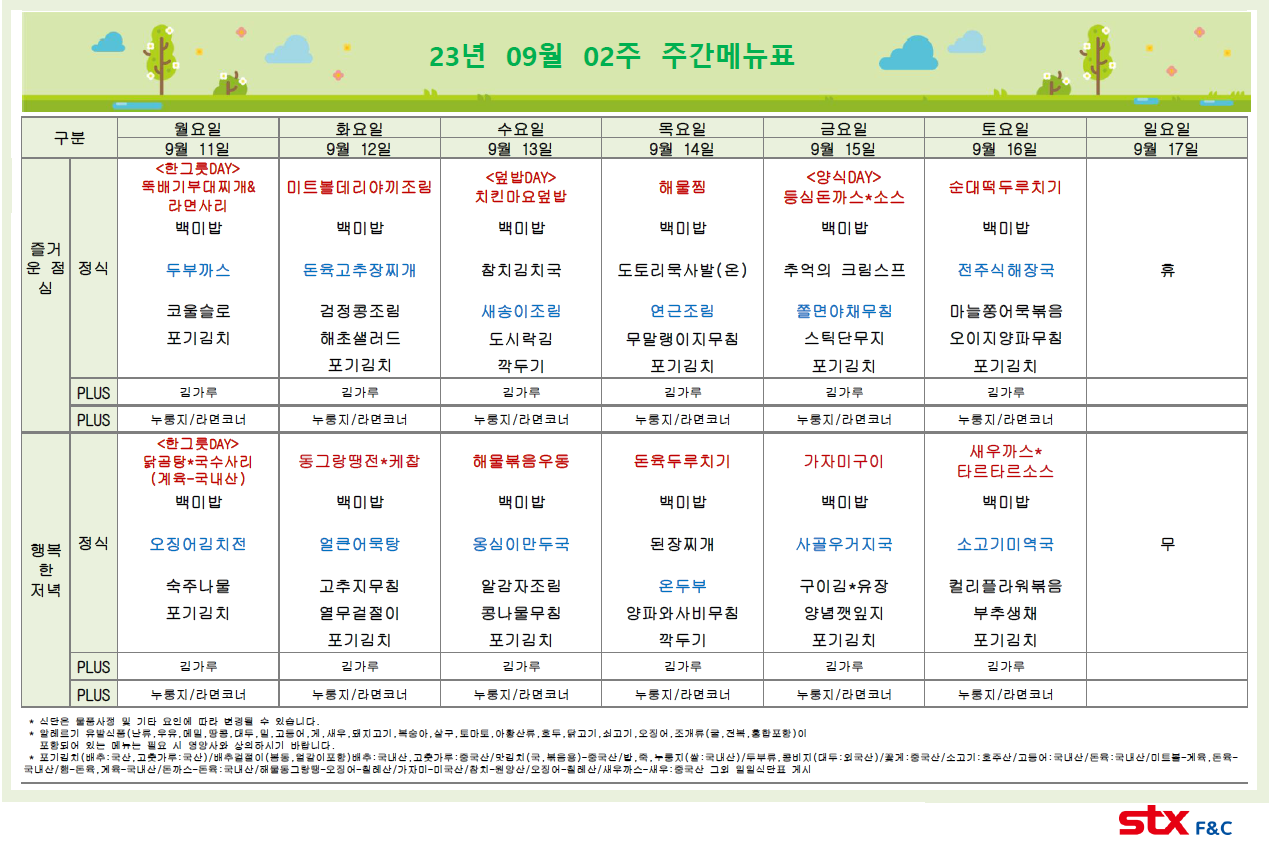 23년 09월 02주 주간메뉴표
구분 월요일 화요일 수요일 목요일 금요일 토요일 일요일
9월 11일 9월 12일 9월 13일 9월 14일 9월 15일 9월 16일 9월 17일
즐거운 점심
정식
<한그릇DAY>
뚝배기부대찌개&
라면사리
백미밥
두부까스
코울슬로
포기김치
미트볼데리야끼조림
백미밥
돈육고추장찌개
검정콩조림
해초샐러드
포기김치
<덮밥DAY>
치킨마요덮밥
백미밥
참치김치국
새송이조림
도시락김
깍두기
해물찜
백미밥
도토리묵사발(온)
연근조림
무말랭이지무침
포기김치
<양식DAY>
등심돈까스*소스
백미밥
추억의 크림스프
쫄면야채무침
스틱단무지
포기김치
순대떡두루치기
백미밥
전주식해장국
마늘쫑어묵볶음
오이지양파무침
포기김치
휴
PLUS 김가루 김가루 김가루 김가루 김가루 김가루
PLUS 누룽지/라면코너 누룽지/라면코너 누룽지/라면코너 누룽지/라면코너 누룽지/라면코너 누룽지/라면코너
행복한 저녁
정식
<한그릇DAY>
닭곰탕*국수사리
(계육-국내산)
백미밥
오징어김치전
숙주나물
포기김치
동그랑땡전*케찹
백미밥
얼큰어묵탕
고추지무침
열무겉절이
포기김치
해물볶음우동
백미밥
옹심이만두국
알감자조림
콩나물무침
포기김치
돈육두루치기
백미밥
된장찌개
온두부
양파와사비무침
깍두기
가자미구이
백미밥
사골우거지국
구이김*유장
양념깻잎지
포기김치
새우까스*
타르타르소스
백미밥
소고기미역국
컬리플라워볶음
부추생채
포기김치
무
PLUS 김가루 김가루 김가루 김가루 김가루 김가루
PLUS 누룽지/라면코너 누룽지/라면코너 누룽지/라면코너 누룽지/라면코너 누룽지/라면코너 누룽지/라면코너
* 식단은 물품사정 및 기타 요인에 따라 변경될 수 있습니다.
* 알레르기 유발식품(난류,우유,메밀,땅콩,대두,밀,고등어,게,새우,돼지고기,복숭아,살구,토마토,아황산류,호두,닭고기,쇠고기,오징어,조개류(굴,전복,홍합포함)이
포함되어 있는 메뉴는 필요 시 영양사와 상의하시기 바랍니다.
* 포기김치(배추:국산,고춧가루:국산)/배추겉절이(봄동,얼갈이포함)배추:국내산,고춧가루:중국산/맛김치(국,볶음용)-중국산/밥,죽,누룽지(쌀:국내산)/두부류,콩비지(대두:외국산)/꽃게:중국산/소고기:호주산/고등어:국내산/돈육:국내산/미트볼-계육,돈육-
국내산/햄-돈육,계육-국내산/돈까스-돈육:국내산/해물동그랑땡-오징어-칠레산/가자미-미국산/참치-원양산/오징어-칠레산/새우까스-새우:중국산 그외 일일식단표 게시
stx F&C